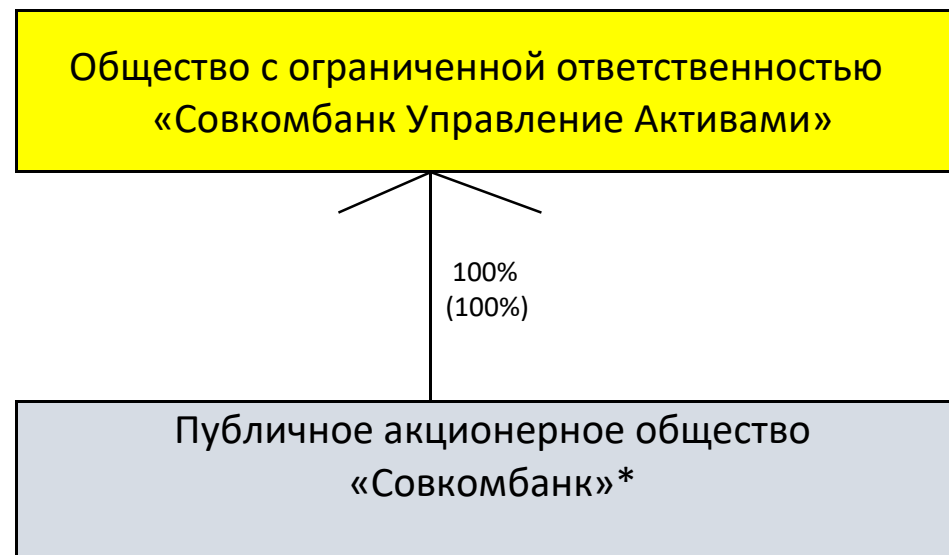 Общество с ограниченной ответственностью
«Совкомбанк Управление Активами»
100%
(100%)
Публичное акционерное общество
«Совкомбанк»*